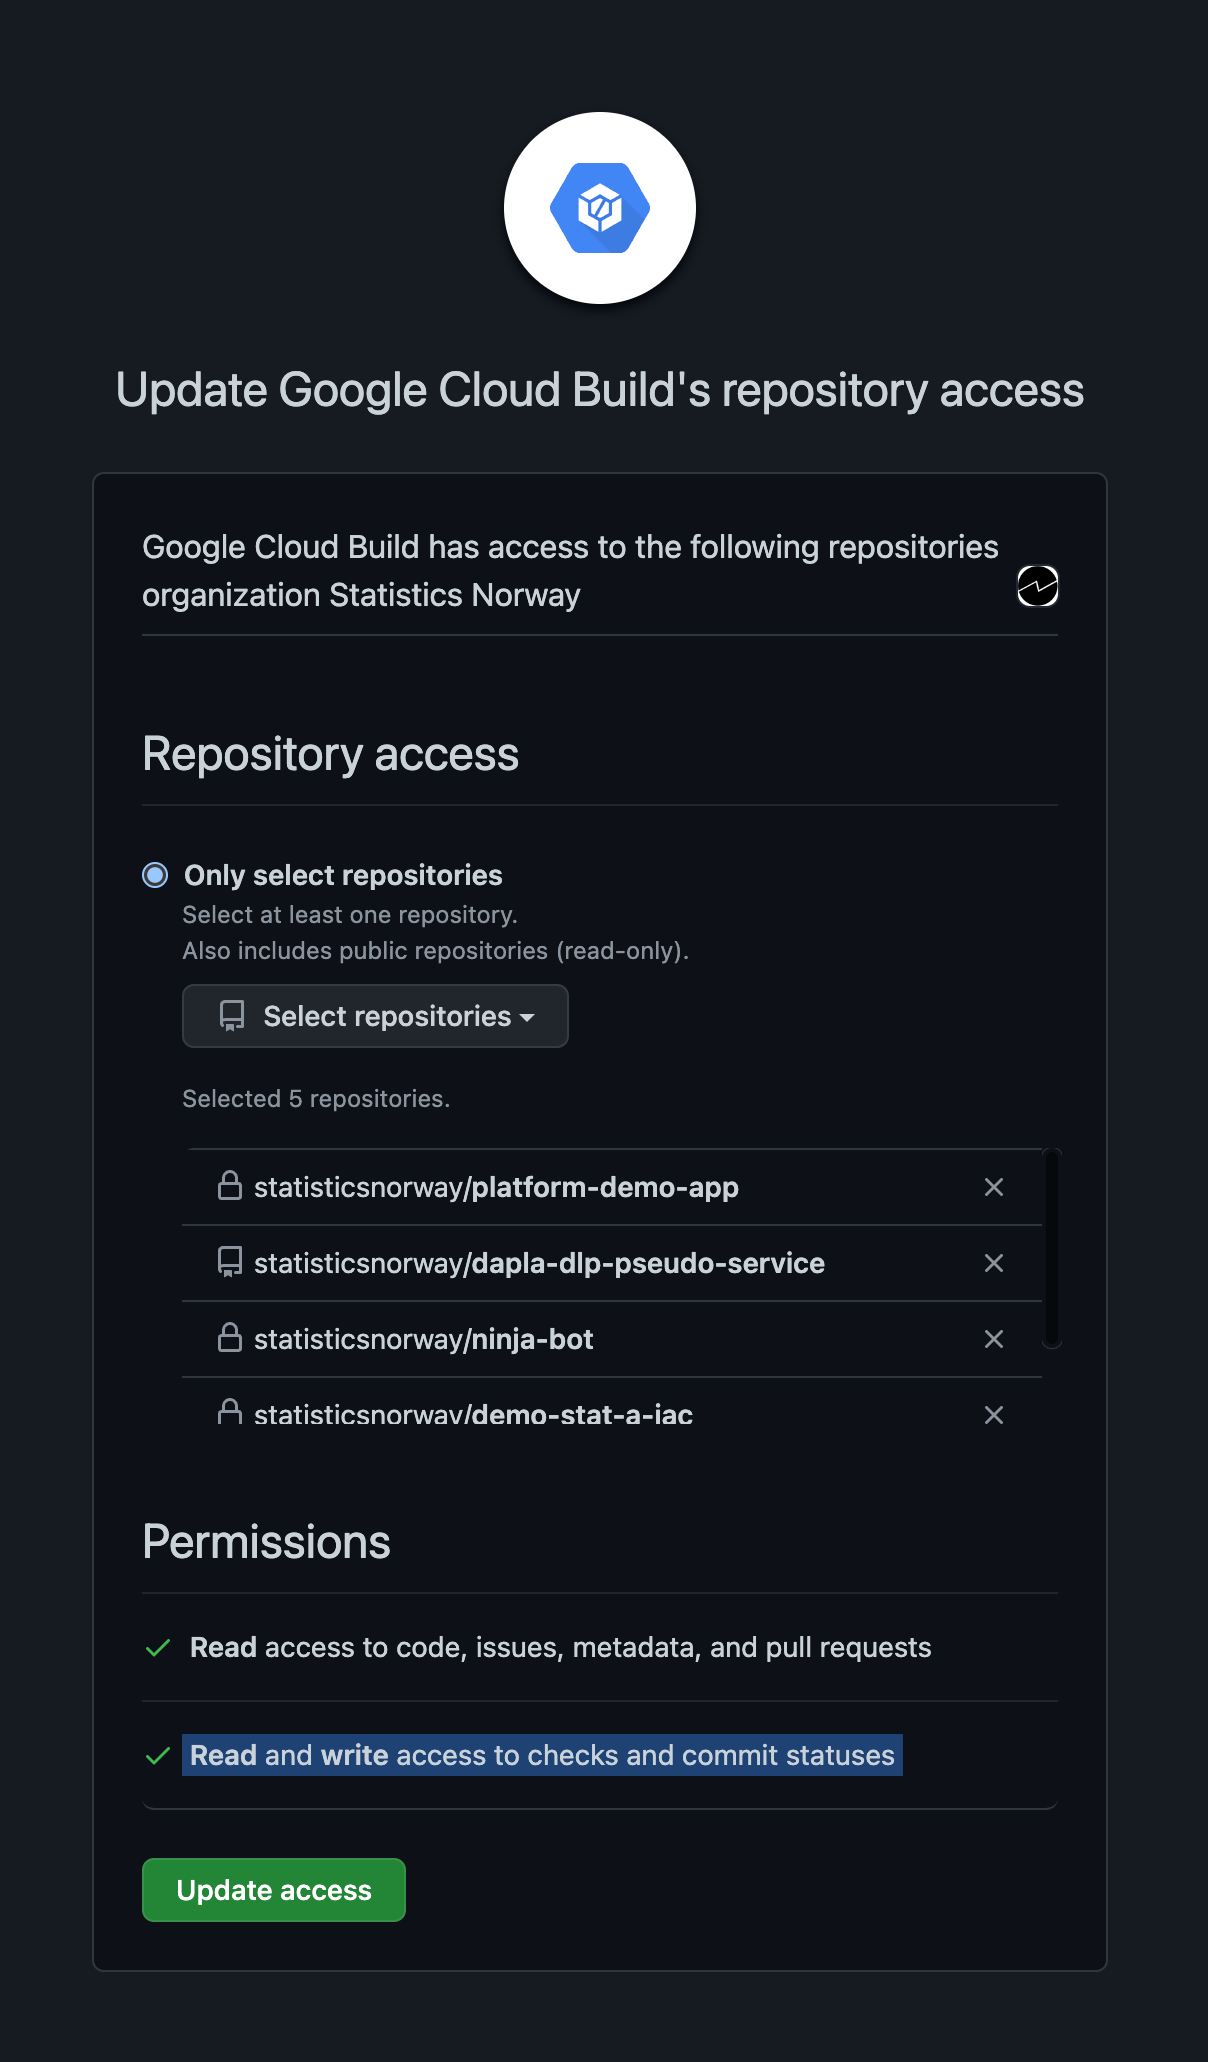 Update Google Cloud Build's repository access
Google Cloud Build has access to the following repositories
organization Statistics Norway
Repository access
Only select repositories
Select at least one repository.
Also includes public repositories (read-only).
Select repositories
Selected 5 repositories.
statisticsnorway/platform-demo-app
statisticsnorway/dapla-dlp-pseudo-service
statisticsnorway/ninja-bot
statisticsnorway/demo-stat-a-iac
Permissions
Read access to code, issues, metadata, and pull requests
Read and write access to checks and commit statuses
Update access